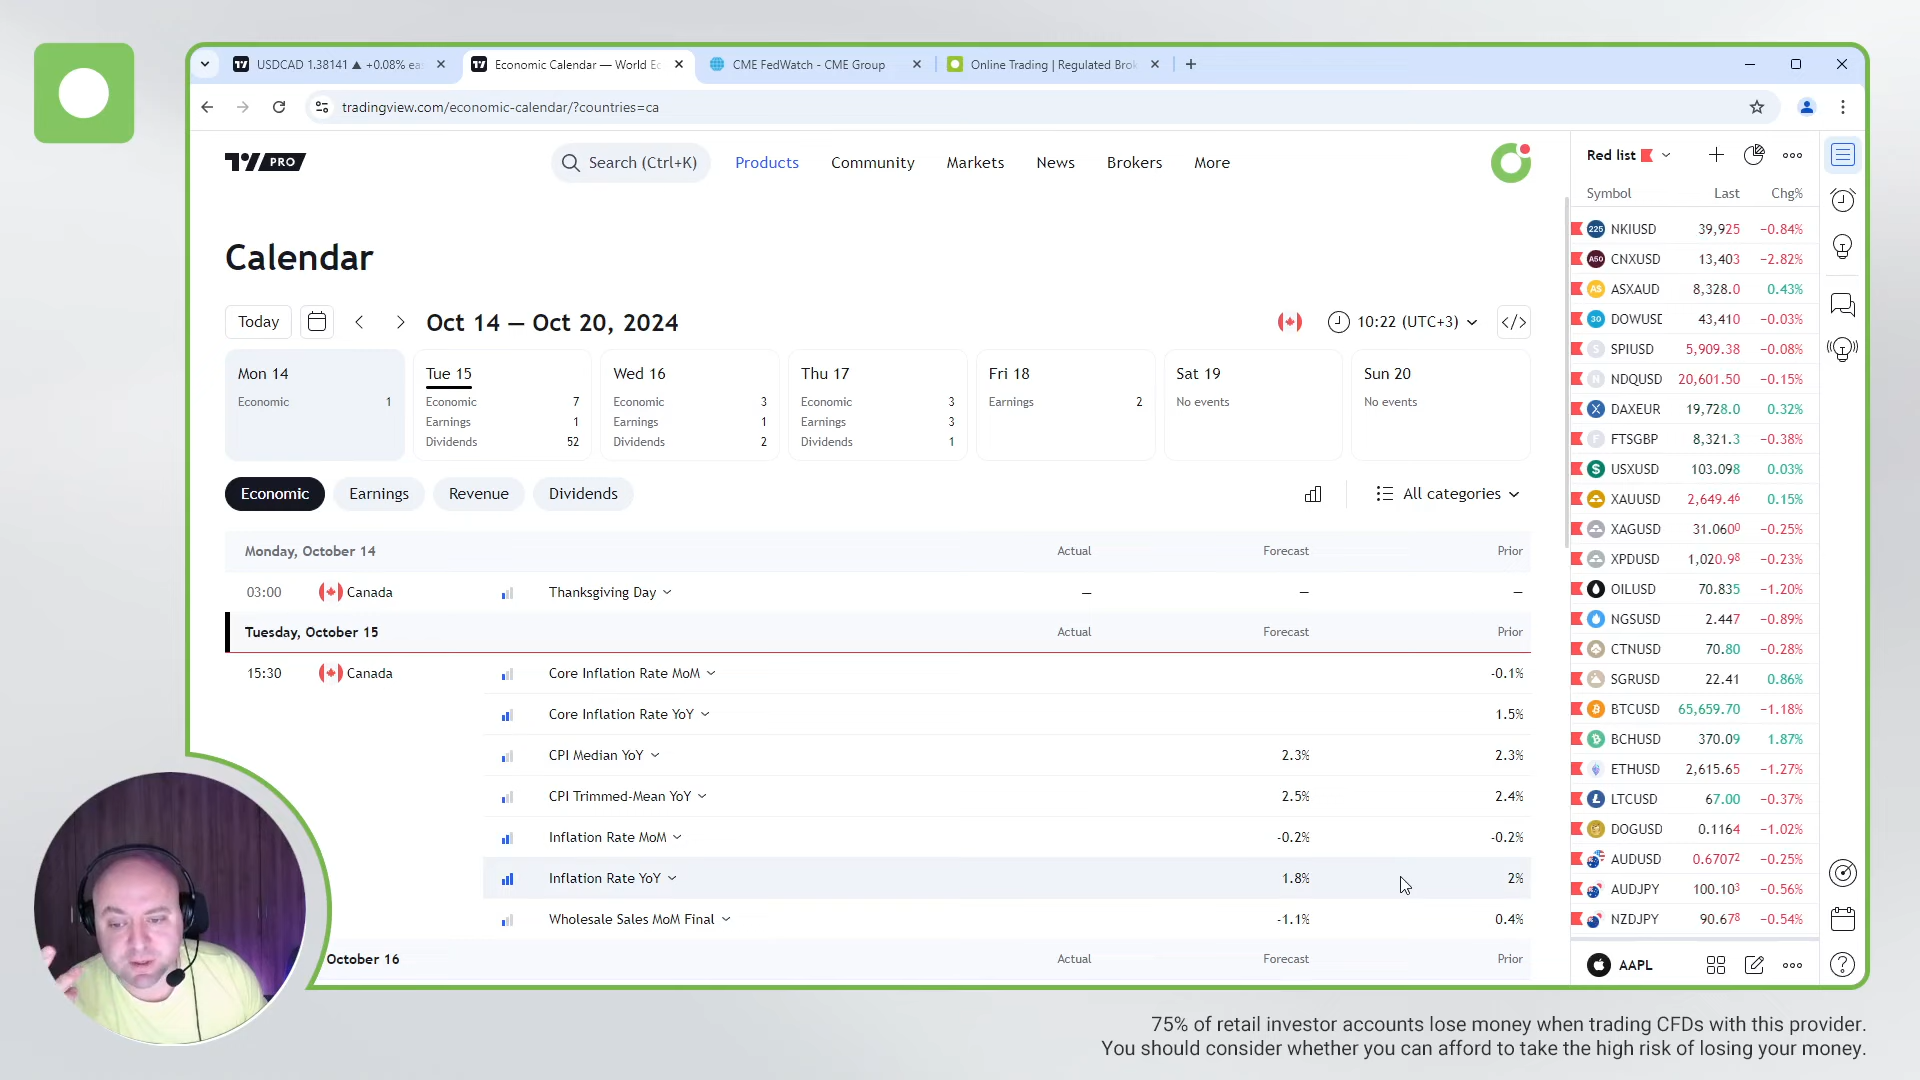 USDCAD 1.38141 ▲ +0.08% ea
Economic Calendar — World Ec
CME FedWatch - CME Group
Online Trading | Regulated Brok
tradingview.com/economic-calendar/?countries=ca
PRO
Search (Ctrl+K)
Products
Community
Markets
News
Brokers
More
Calendar
Today
Oct 14 — Oct 20, 2024
10:22 (UTC+3)
Mon 14
Economic 1
Tue 15
Economic 7
Earnings 1
Dividends 52
Wed 16
Economic 3
Earnings 1
Dividends 2
Thu 17
Economic 3
Earnings 3
Dividends 1
Fri 18
Earnings 2
Sat 19
No events
Sun 20
No events
Economic
Earnings
Revenue
Dividends
All categories
Monday, October 14 Actual Forecast Prior
03:00 Canada Thanksgiving Day — — —
Tuesday, October 15 Actual Forecast Prior
15:30 Canada Core Inflation Rate MoM -0.1%
Core Inflation Rate YoY 1.5%
CPI Median YoY 2.3% 2.3%
CPI Trimmed-Mean YoY 2.5% 2.4%
Inflation Rate MoM -0.2% -0.2%
Inflation Rate YoY 1.8% 2%
Wholesale Sales MoM Final -1.1% 0.4%
October 16 Actual Forecast Prior
Red list
Symbol Last Chg%
225 NKIUSD 39,925 −0.84%
A50 CNXUSD 13,403 −2.82%
AS ASXAUD 8,328.0 0.43%
30 DOWUSD 43,410 −0.03%
S SPIUSD 5,909.38 −0.08%
N NDQUSD 20,601.50 −0.15%
X DAXEUR 19,728.0 0.32%
F FTSGBP 8,321.3 −0.38%
$ USXUSD 103.098 0.03%
XAUUSD 2,649.46 0.15%
XAGUSD 31.0600 −0.25%
XPDUSD 1,020.98 −0.23%
OILUSD 70.835 −1.20%
NGSUSD 2.447 −0.89%
CTNUSD 70.80 −0.28%
SGRUSD 22.41 0.86%
BTCUSD 65,659.70 −1.18%
BCHUSD 370.09 1.87%
ETHUSD 2,615.65 −1.27%
LTCUSD 67.00 −0.37%
DOGUSD 0.1164 −1.02%
AUDUSD 0.67072 −0.25%
AUDJPY 100.103 −0.56%
NZDJPY 90.678 −0.54%
AAPL
75% of retail investor accounts lose money when trading CFDs with this provider.
You should consider whether you can afford to take the high risk of losing your money.